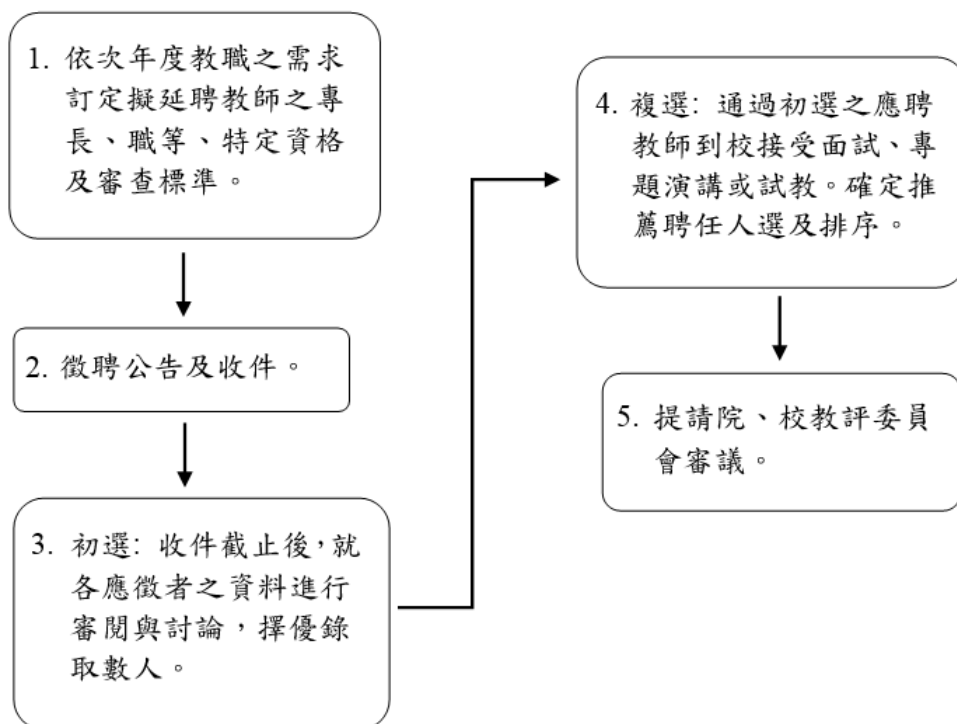 1. 依次年度教職之需求
訂定擬延聘教師之專
長、職等、特定資格
及審查標準。
2. 徵聘公告及收件。
3. 初選: 收件截止後,就
各應徵者之資料進行
審閱與討論,擇優錄
取數人。
4. 複選: 通過初選之應聘
教師到校接受面試、專
題演講或試教。確定推
薦聘任人選及排序。
5. 提請院、校教評委員
會審議。